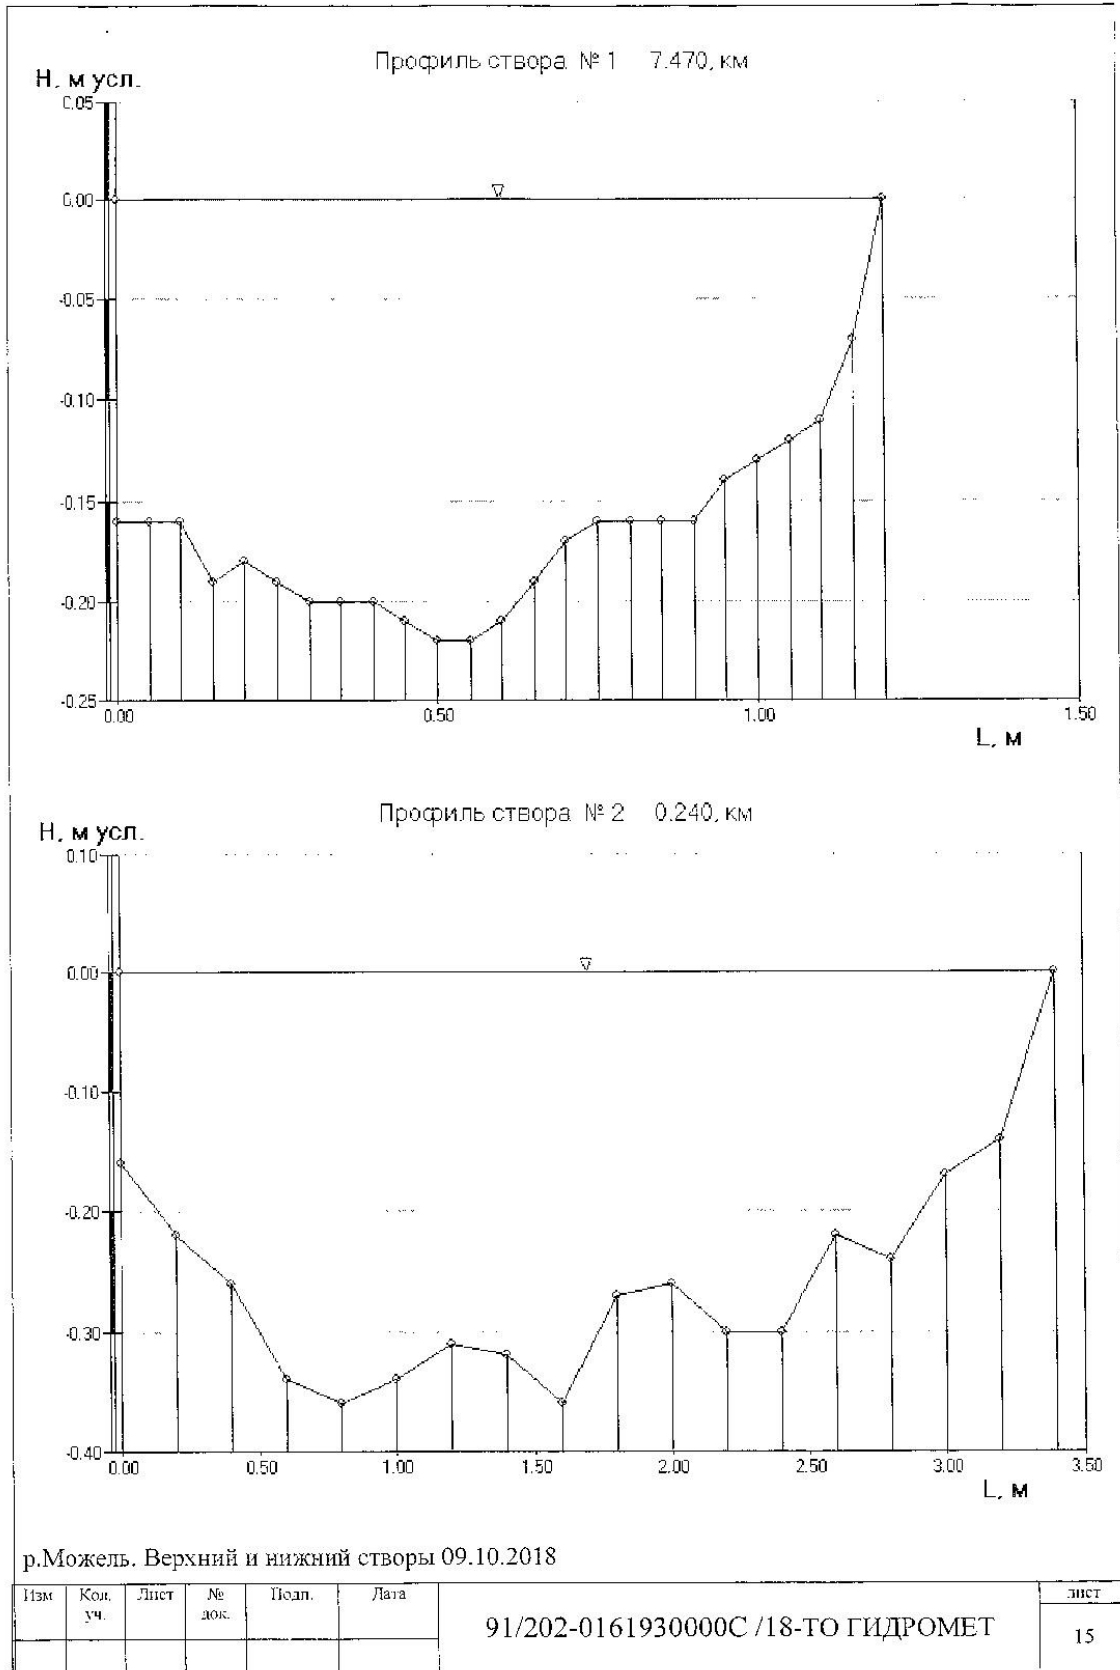 Профиль створа № 1 7.470, км
Н, м усл.
0.05
0.00
-0.05
-0.10
-0.15
-0.20
-0.25
0.00 0.50 1.00 1.50
L, м
Профиль створа № 2 0.240, км
Н, м усл.
0.10
0.00
-0.10
-0.20
-0.30
-0.40
0.00 0.50 1.00 1.50 2.00 2.50 3.00 3.50
L, м
р.Можель. Верхний и нижний створы 09.10.2018
Изм Кол. Лист № Подп. Дата лист
уч. док.
91/202-0161930000С /18-ТО ГИДРОМЕТ 15